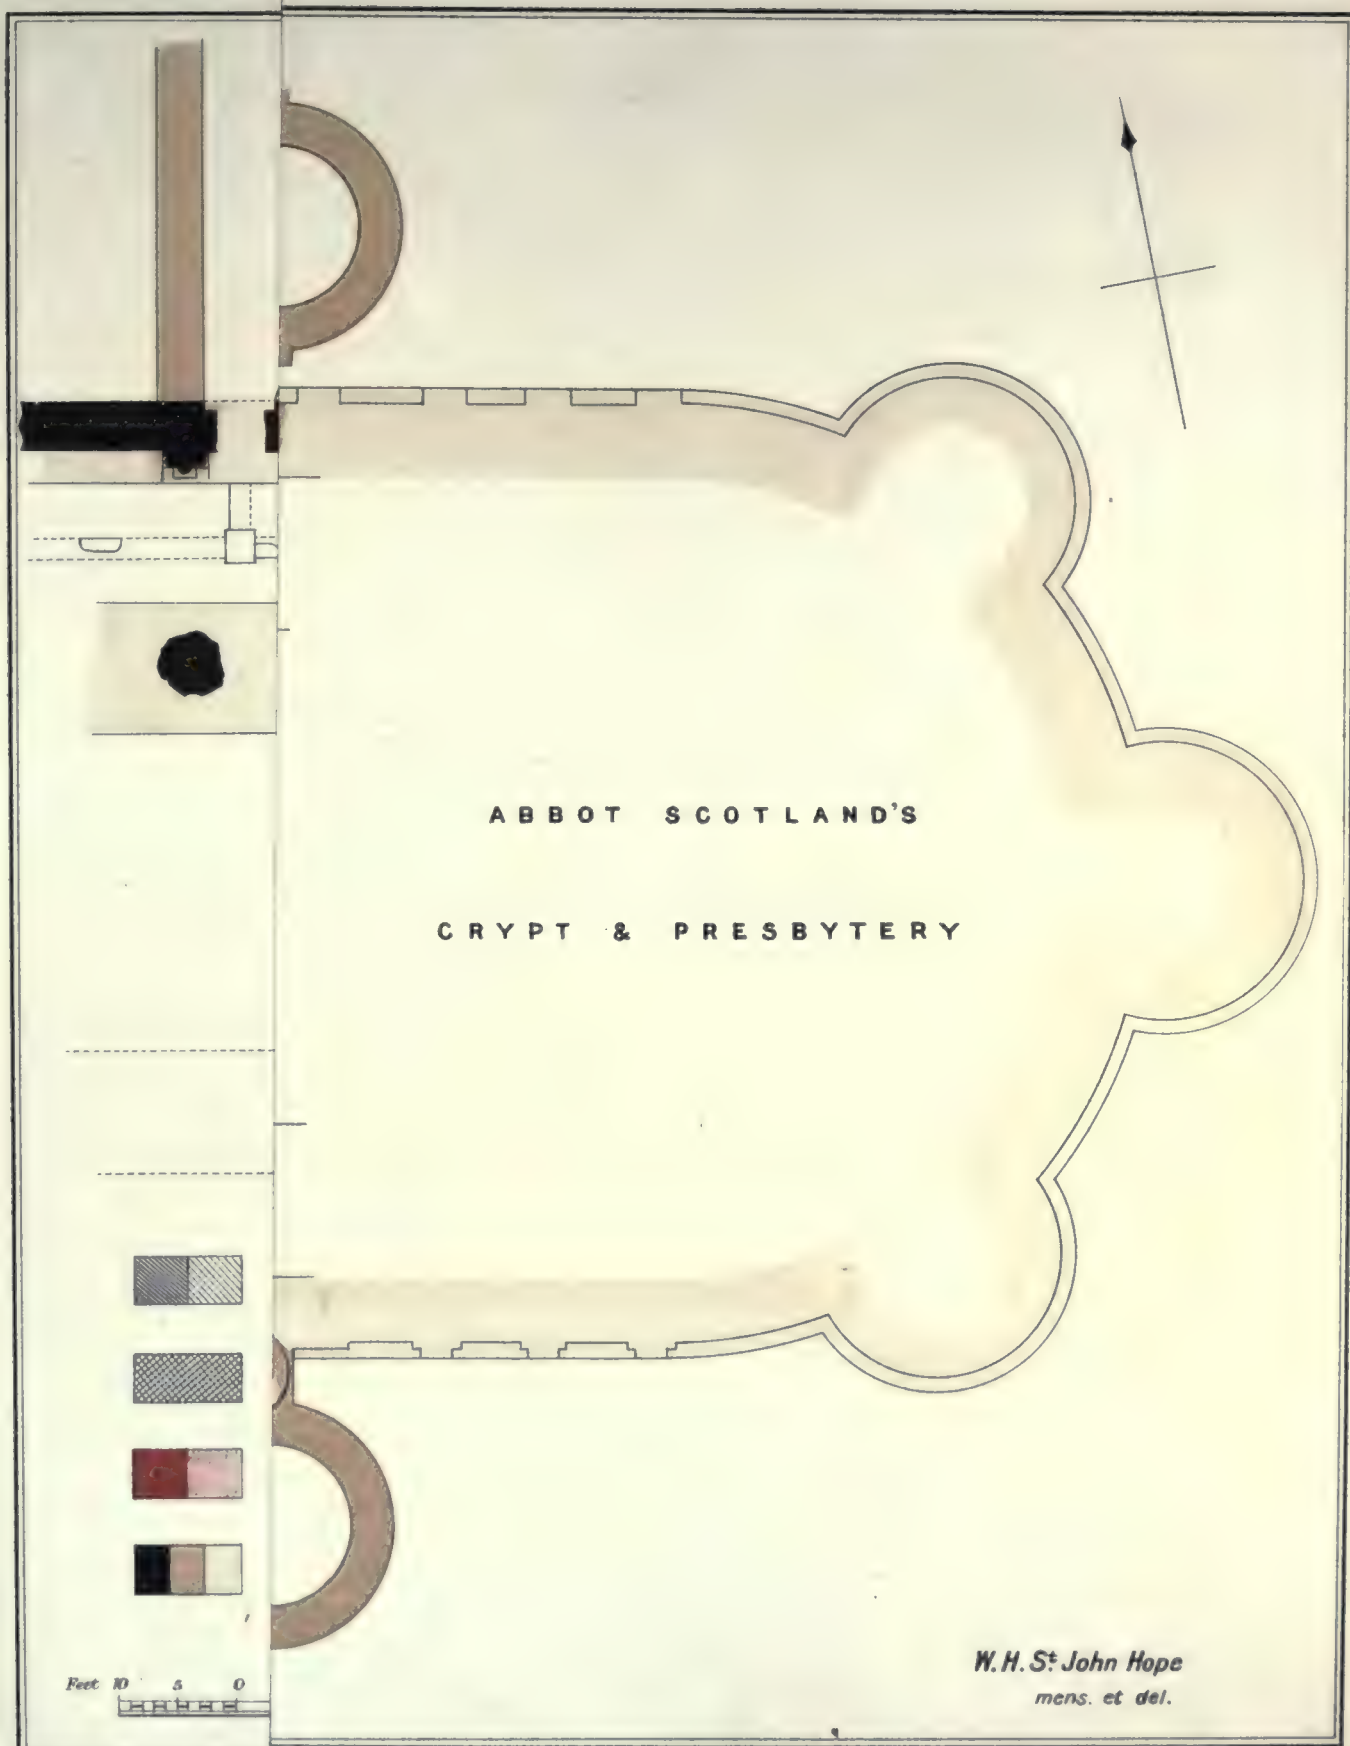 ABBOT SCOTLAND'S
CRYPT & PRESBYTERY
W. H. St John Hope
mens. et del.
Feet 10 5 0